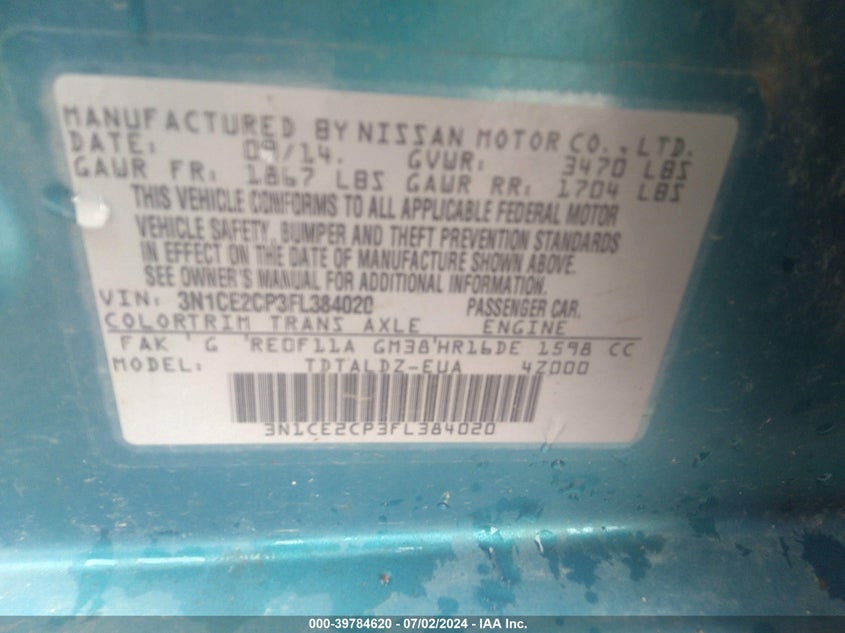 MANUFACTURED BY NISSAN MOTOR CO., LTD.
DATE: 09/14. GVWR: 3470 LBS
GAWR FR: 1867 LBS GAWR RR: 1704 LBS
THIS VEHICLE CONFORMS TO ALL APPLICABLE FEDERAL MOTOR
VEHICLE SAFETY, BUMPER AND THEFT PREVENTION STANDARDS
IN EFFECT ON THE DATE OF MANUFACTURE SHOWN ABOVE.
SEE OWNER'S MANUAL FOR ADDITIONAL INFORMATION.
VIN: 3N1CE2CP3FL384020 PASSENGER CAR.
COLORTRIM TRANS AXLE ENGINE
FAK G RE0F11A GM38 HR16DE 1598 CC
MODEL: TDTALDZ-EUA 4Z000
3N1CE2CP3FL384020
000-39784620 - 07/02/2024 - IAA Inc.